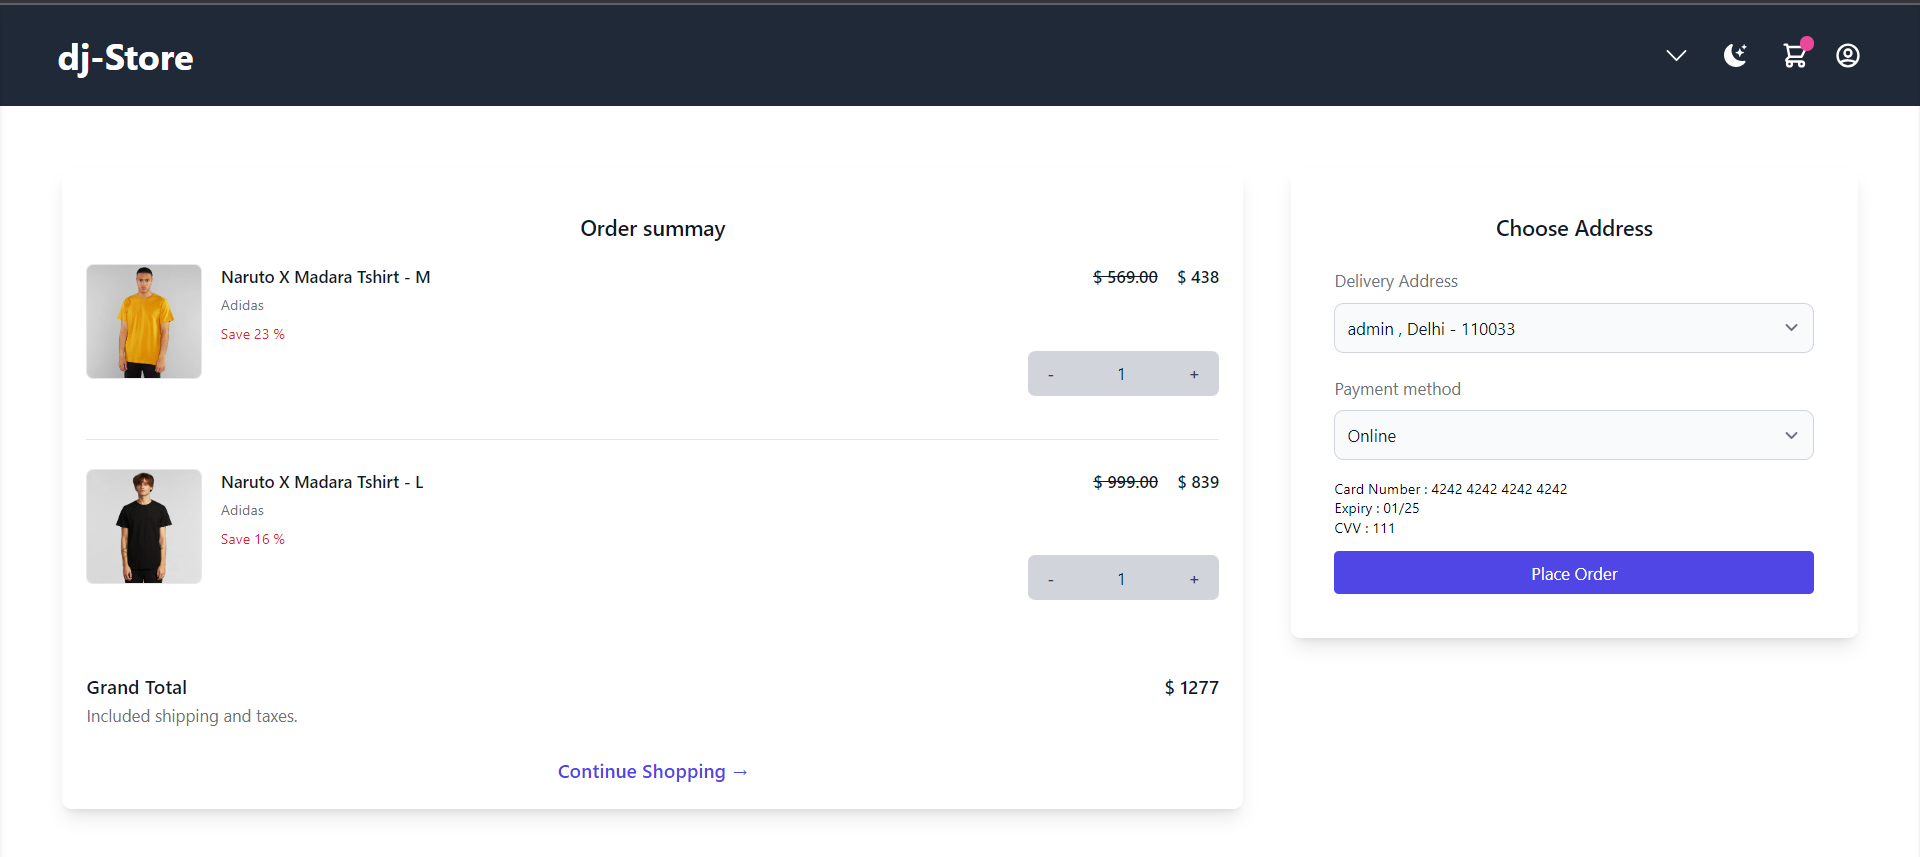 dj-Store
Order summay
Naruto X Madara Tshirt - M
$ 569.00 $ 438
Adidas
Save 23 %
- 1 +
Naruto X Madara Tshirt - L
$ 999.00 $ 839
Adidas
Save 16 %
- 1 +
Grand Total
$ 1277
Included shipping and taxes.
Continue Shopping →
Choose Address
Delivery Address
admin , Delhi - 110033
Payment method
Online
Card Number : 4242 4242 4242 4242
Expiry : 01/25
CVV : 111
Place Order